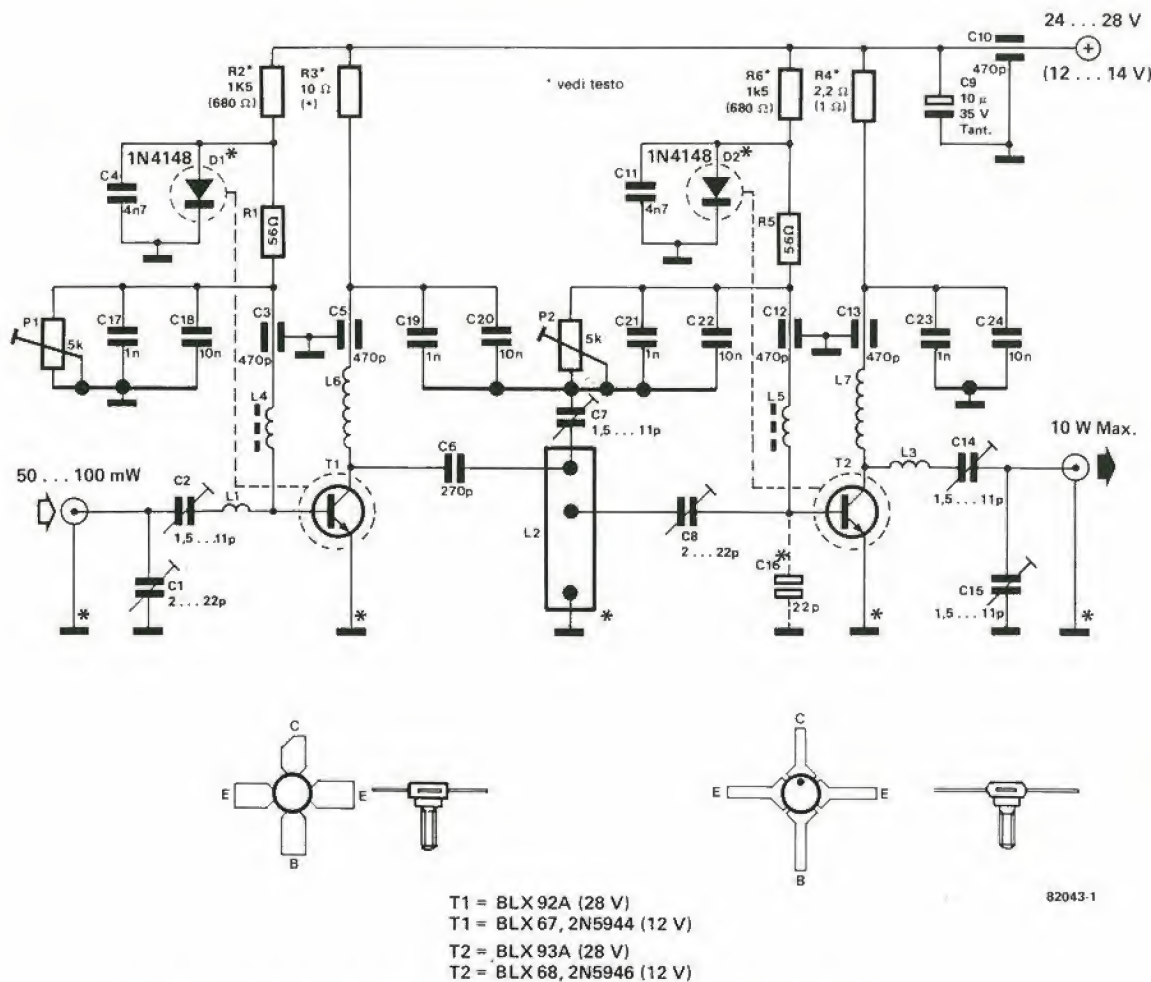 24 ... 28 V
(12 ... 14 V)
C10
470p
C9
10 µ
35 V
Tant.
R2*
1K5
(680 Ω)
R3*
10 Ω
(*)
* vedi testo
R6*
1k5
(680 Ω)
R4*
2,2 Ω
(1 Ω)
1N4148
D1*
C4
4n7
R1
56Ω
1N4148
D2*
C11
4n7
R5
56Ω
P1
5k
C17
1n
C18
10n
C3
470p
C5
470p
C19
1n
C20
10n
P2
5k
C21
1n
C22
10n
C12
470p
C13
470p
C23
1n
C24
10n
L4
L6
C7
1,5 ... 11p
L5
L7
50 ... 100 mW
C2
1,5 ... 11p
L1
T1
C6
270p
L2
C8
2 ... 22p
T2
L3
C14
1,5 ... 11p
10 W Max.
C1
2 ... 22p
*
*
*
C16*
22p
*
C15
1,5 ... 11p
*
C
E
E
B
C
E
E
B
82043-1
T1 = BLX 92A (28 V)
T1 = BLX 67, 2N5944 (12 V)
T2 = BLX 93A (28 V)
T2 = BLX 68, 2N5946 (12 V)